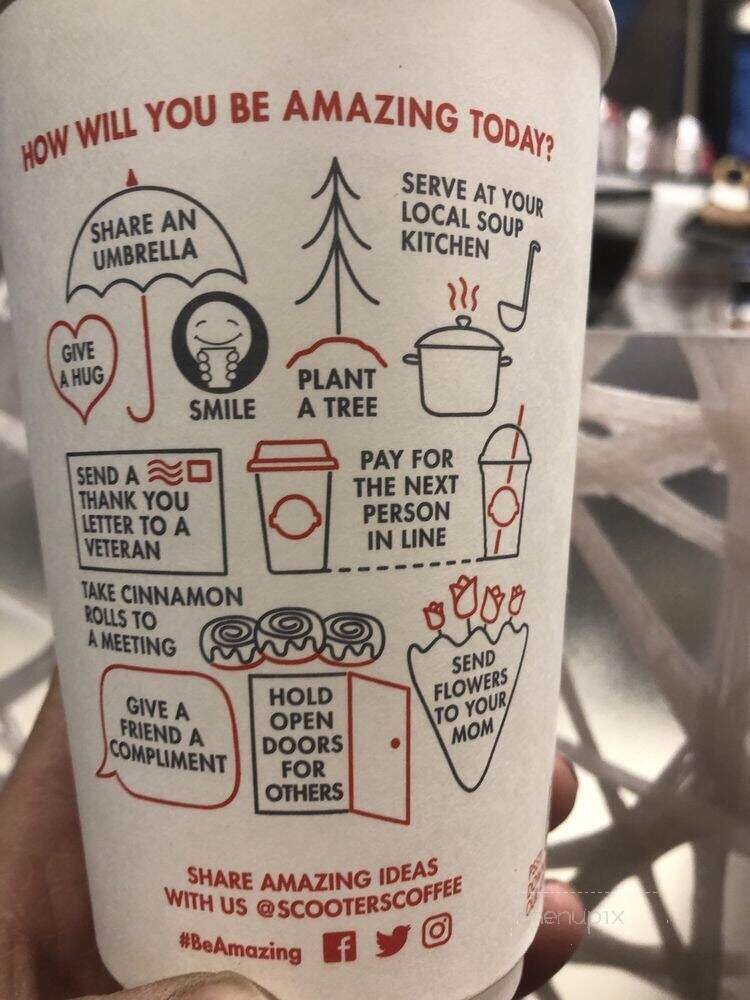 HOW WILL YOU BE AMAZING TODAY?
SHARE AN
UMBRELLA
SERVE AT YOUR
LOCAL SOUP
KITCHEN
GIVE
A HUG
SMILE
PLANT
A TREE
SEND A
THANK YOU
LETTER TO A
VETERAN
PAY FOR
THE NEXT
PERSON
IN LINE
TAKE CINNAMON
ROLLS TO
A MEETING
SEND
FLOWERS
TO YOUR
MOM
GIVE A
FRIEND A
COMPLIMENT
HOLD
OPEN
DOORS
FOR
OTHERS
SHARE AMAZING IDEAS
WITH US @SCOOTERSCOFFEE
#BeAmazing